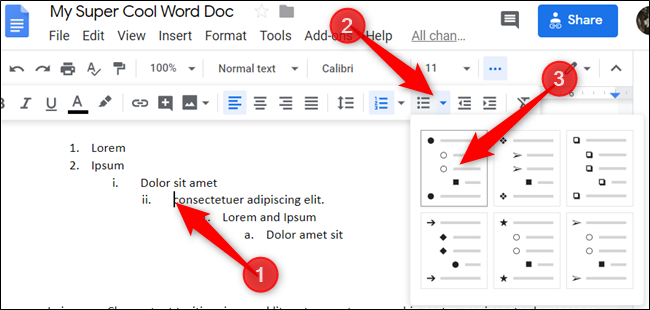 My Super Cool Word Doc
Share
File Edit View Insert Format Tools Help All chan...
100% Normal text Calibri 11
B I U A
1. Lorem
2. Ipsum
i. Dolor sit amet
ii. consectetuer adipiscing elit.
Lorem and Ipsum
a. Dolor amet sit
1
2
3